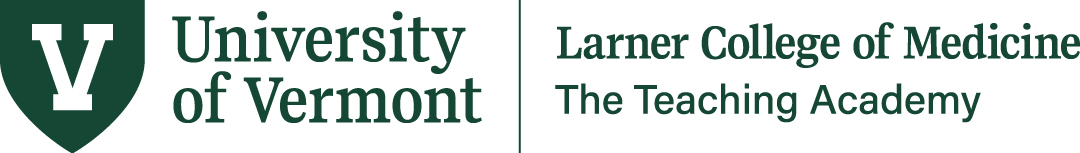 V
University
of Vermont
Larner College of Medicine
The Teaching Academy